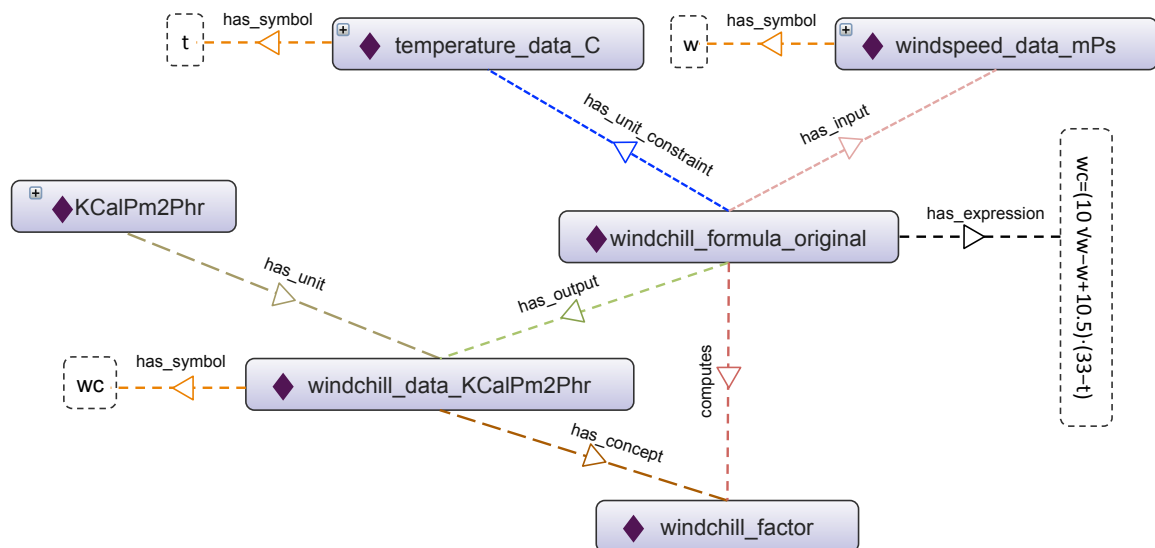 has_symbol
t
temperature_data_C
has_symbol
w
windspeed_data_mPs
has_unit_constraint
has_input
KCalPm2Phr
has_unit
windchill_formula_original
has_expression
wc=(10 √w−w+10.5)·(33−t)
has_output
computes
has_symbol
wc
windchill_data_KCalPm2Phr
has_concept
windchill_factor